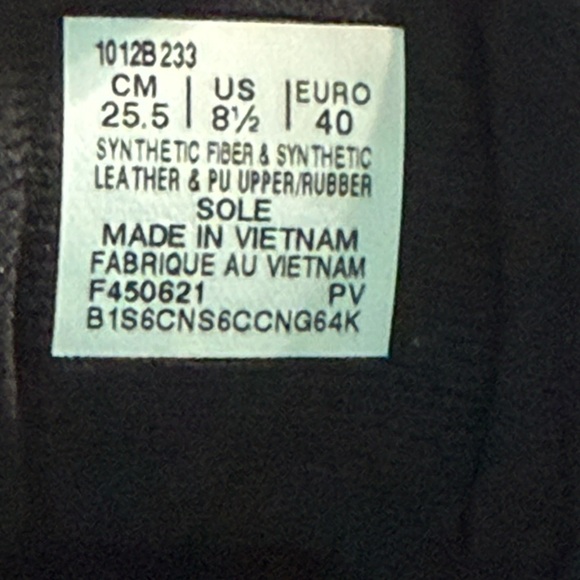 1012B233
CM | US | EURO
25.5 | 8½ | 40
SYNTHETIC FIBER & SYNTHETIC
LEATHER & PU UPPER/RUBBER
SOLE
MADE IN VIETNAM
FABRIQUE AU VIETNAM
F450621 PV
B1S6CNS6CCNG64K